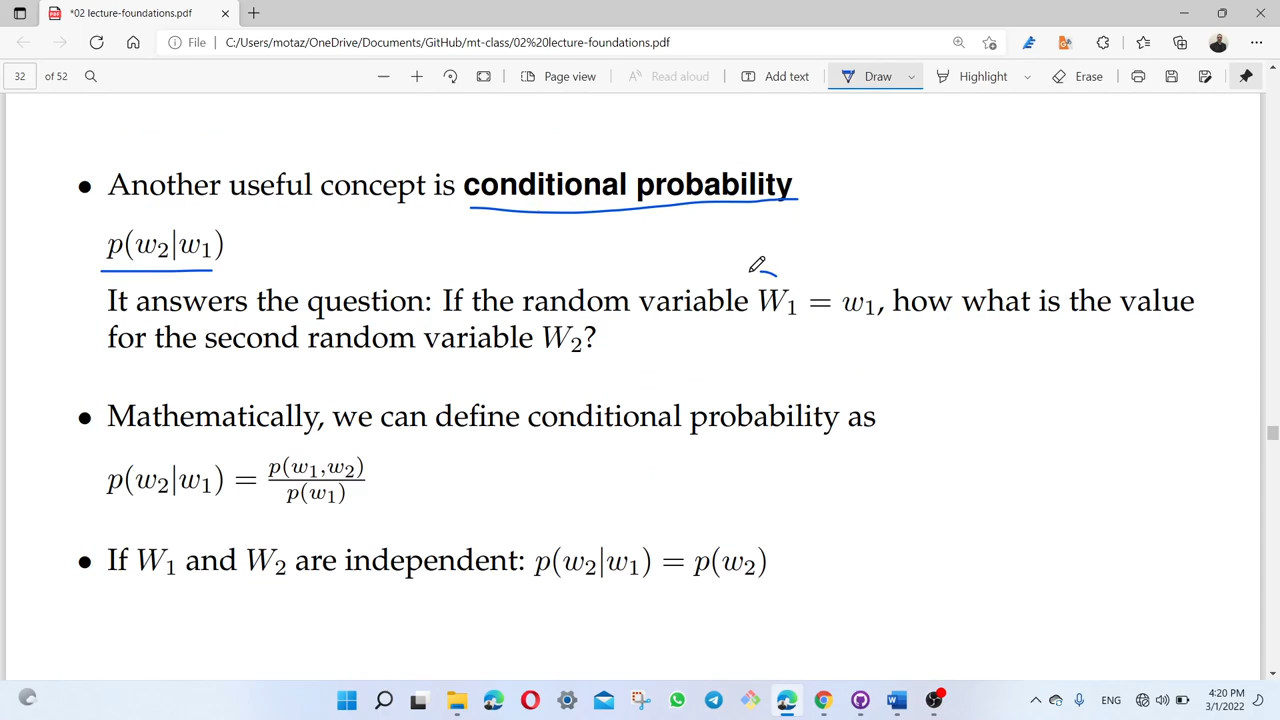 *02 lecture-foundations.pdf
File C:/Users/motaz/OneDrive/Documents/GitHub/mt-class/02%20lecture-foundations.pdf
32 of 52 Page view Read aloud Add text Draw Highlight Erase
• Another useful concept is conditional probability
p(w₂|w₁)
It answers the question: If the random variable W₁ = w₁, how what is the value
for the second random variable W₂?
• Mathematically, we can define conditional probability as
p(w₂|w₁) = p(w₁,w₂) / p(w₁)
• If W₁ and W₂ are independent: p(w₂|w₁) = p(w₂)
ENG 4:20 PM
3/1/2022